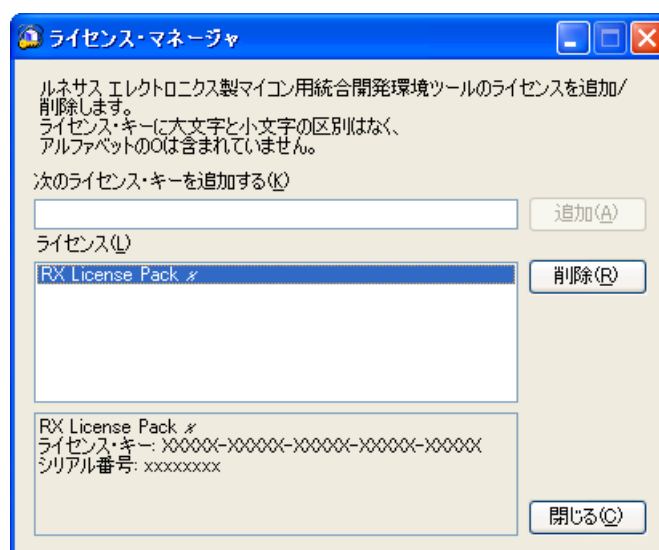 ライセンス・マネージャ
ルネサス エレクトロニクス製マイコン用統合開発環境ツールのライセンスを追加/
削除します。
ライセンス・キーに大文字と小文字の区別はなく、
アルファベットのOは含まれていません。
次のライセンス・キーを追加する(K)
追加(A)
ライセンス(L)
RX License Pack x
削除(R)
RX License Pack x
ライセンス・キー: XXXXX-XXXXX-XXXXX-XXXXX-XXXXX
シリアル番号: xxxxxxxx
閉じる(C)